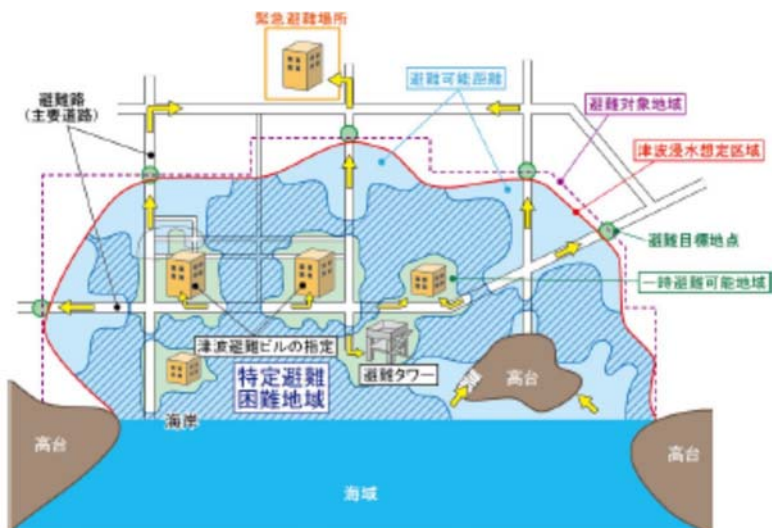 緊急避難場所
避難路
(主要道路)
避難可能距離
避難対象地域
津波浸水想定区域
避難目標地点
一時避難可能地域
津波避難ビルの指定
避難タワー
特定避難
困難地域
高台
海岸
高台
高台
海域